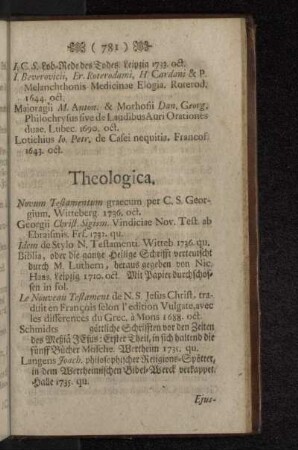 ( 781 )
I. C. S. Lob-Rede des Todes. Leipzig 1733. oct.
I. Beverovicii, Er. Roterodami, H Cardani & P.
Melanchthonis Medicinae Elogia. Roterod.
1644. oct.
Maioragii M. Anton. & Morhofii Dan. Georg.
Philochrysus sive de Laudibus Auri Orationes
duae. Lubec. 1690. oct.
Lotichius Io. Petr. de Casei nequitia. Francof.
1643. oct.
Theologica.
Novum Testamentum graecum per C. S. Geor-
gium. Witteberg. 1736. oct.
Georgii Christ. Sigism. Vindiciae Nov. Test. ab
Ebraismis. Frf. 1732. qu.
Idem de Stylo N. Testamenti. Witteb 1736. qu.
Biblia, oder die gantze Heilige Schrifft verteutscht
durch M. Luthern, heraus gegeben von Nic.
Haas. Leipzig 1710. oct. Mit Papier durchschos-
sen in fol.
Le Nouveau Testament de N. S. Jesus Christ. tra-
duit en François selon l'edition Vulgate, avec
les differences du Grec. à Mons 1688. oct.
Schmides göttliche Schrifften vor den Zeiten
des Meßiä JEsus: Erster Theil, in sich haltend die
fünff Bücher Mosche. Wertheim 1735. qu.
Langens Joach. philosophischer Religions-Spötter,
in dem Wertheimischen Bibel-Werck verkappet.
Halle 1735. qu.
Ejus-